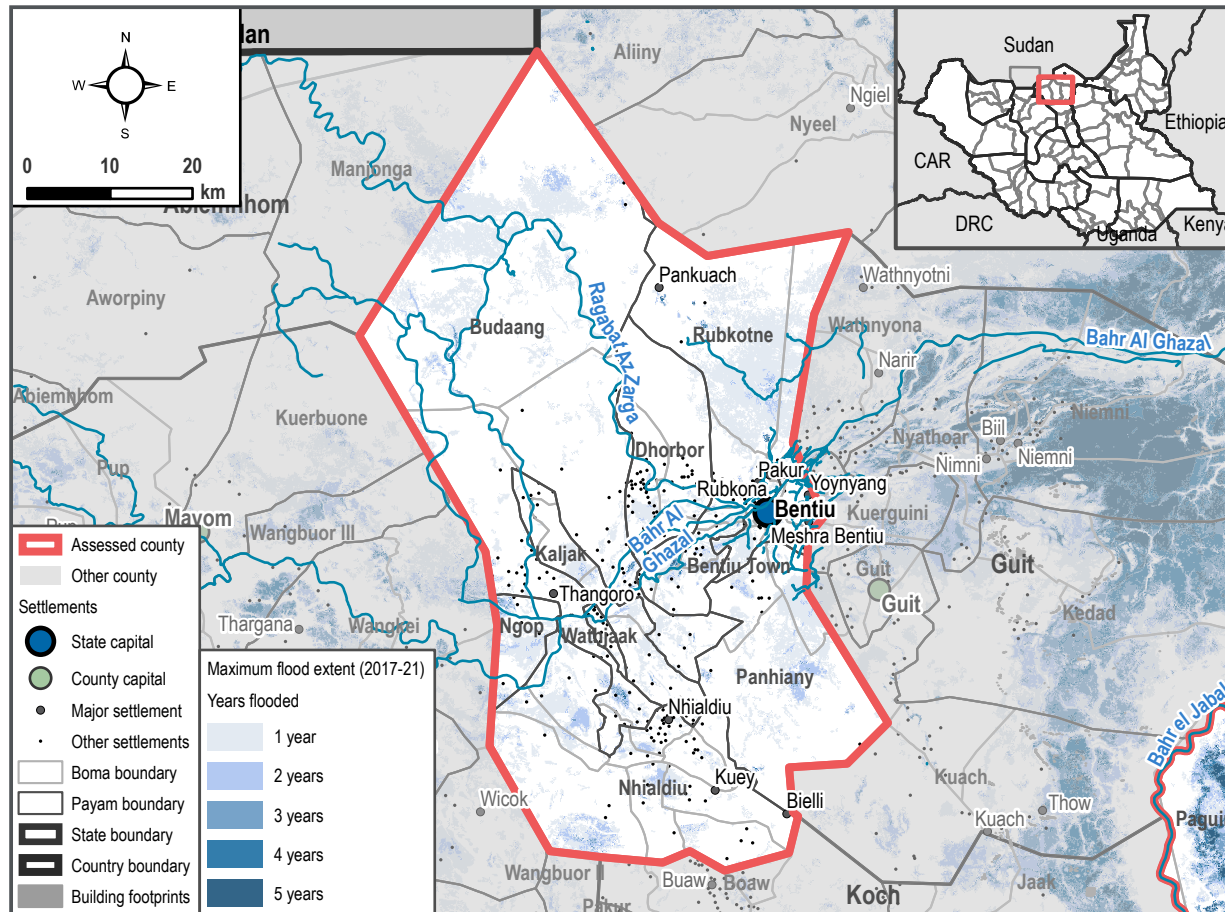 dan
N
W
E
S
0
10
20
km
Aliiny
Ngiel
Nyeel
Manjonga
Abiemnhom
Sudan
Ethiopia
CAR
DRC
Uganda
Kenya
Aworpiny
Pankuach
Wathnyotni
Budaang
Ragabat Az Zarga
Rubkotne
Wathnyona
Bahr Al Ghazal
Narir
Abiemnhom
Kuerbuone
Niemni
Biil
Nyathoar
Dhorbor
Nimni
Niemni
Pup
Pakur
Rubkona
Yoynyang
Bentiu
Kuerguini
Mayom
Wangbuor III
Meshra Bentiu
Bahr Al
Ghazal
Kaljak
Bentiu Town
Guit
Guit
Guit
Thangoro
Kedad
Thargana
Wangkei
Ngop
Wathjaak
Panhiany
Nhialdiu
Bahr el Jabal
Kuey
Nhialdiu
Kuach
Wicok
Bielli
Thow
Kuach
Paguir
Wangbuor II
Buaw
Boaw
Koch
Jaak
Pakur
Assessed county
Other county
Settlements
State capital
County capital
Major settlement
Other settlements
Boma boundary
Payam boundary
State boundary
Country boundary
Building footprints
Maximum flood extent (2017-21)
Years flooded
1 year
2 years
3 years
4 years
5 years